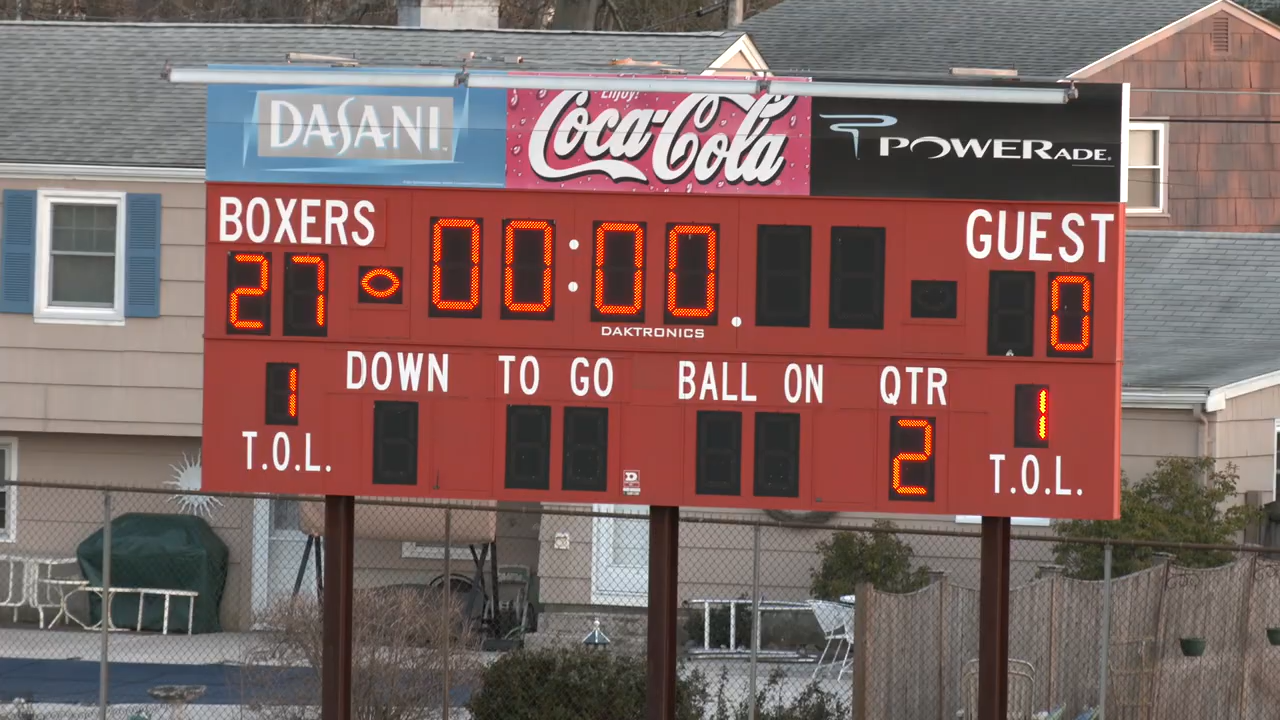 DASANI
Enjoy!
Coca-Cola
POWERADE
BOXERS
GUEST
27
00:00.
0
DAKTRONICS
1
DOWN
TO GO
BALL ON
QTR
1
2
T.O.L.
T.O.L.